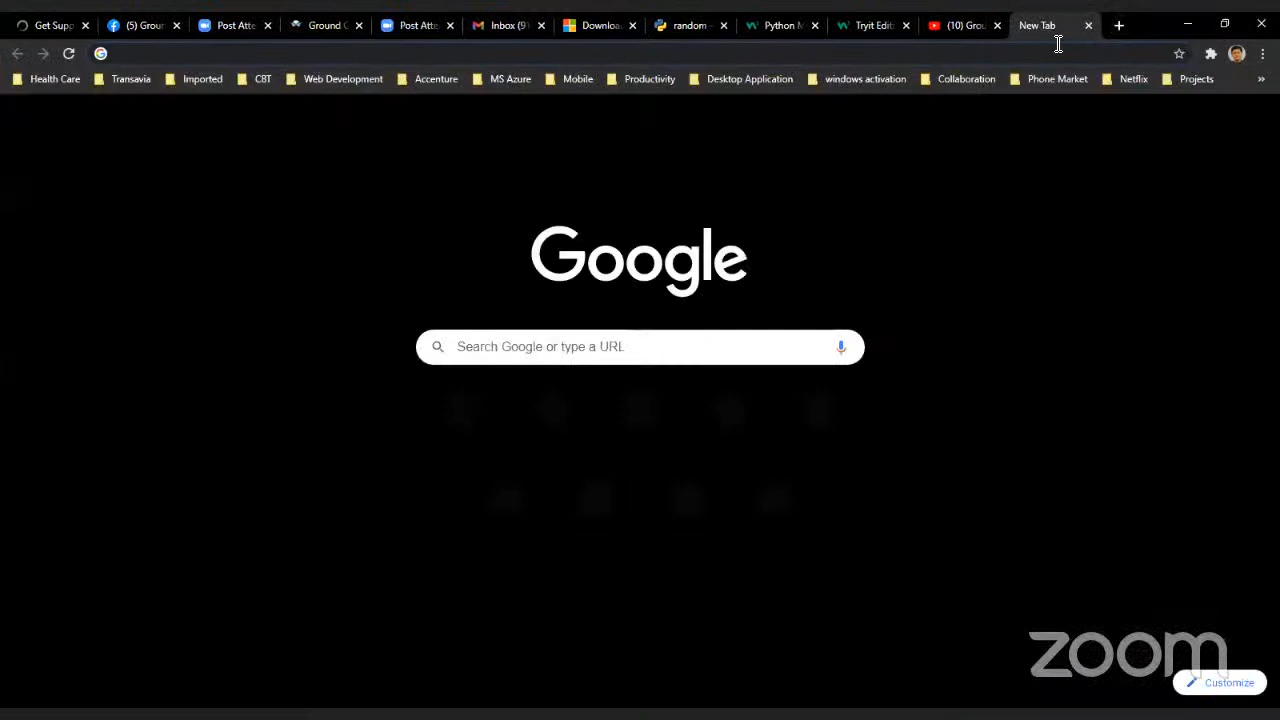 Get Supp (5) Groun Post Atte Ground C Post Atte Inbox (91 Downloa random - Python M Tryit Edit (10) Grou New Tab
Health Care Transavia Imported CBT Web Development Accenture MS Azure Mobile Productivity Desktop Application windows activation Collaboration Phone Market Netflix Projects »
Google
Search Google or type a URL
zoom
Customize